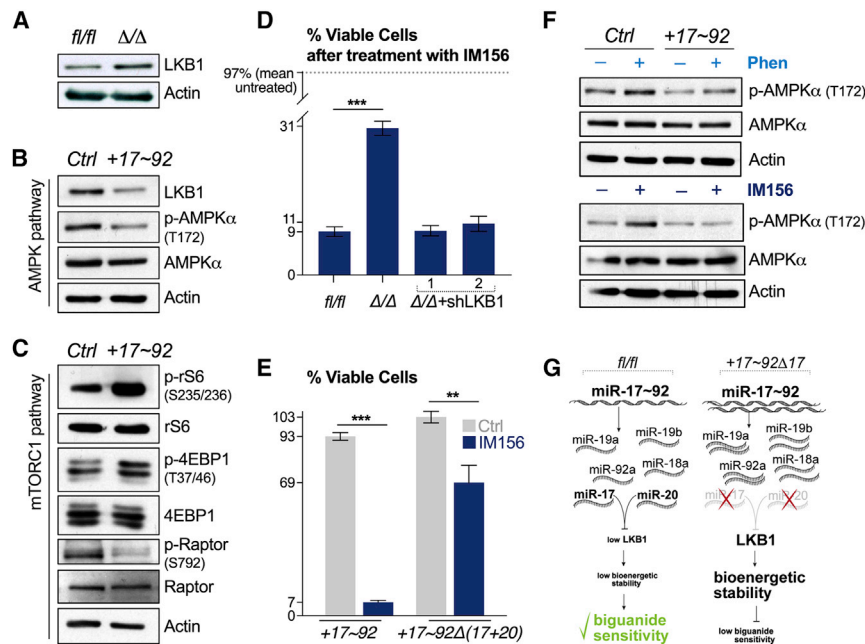 A
fl/fl Δ/Δ
LKB1
Actin
B
Ctrl +17~92
AMPK pathway
LKB1
p-AMPKα
(T172)
AMPKα
Actin
C
Ctrl +17~92
mTORC1 pathway
p-rS6
(S235/236)
rS6
p-4EBP1
(T37/46)
4EBP1
p-Raptor
(S792)
Raptor
Actin
D
% Viable Cells
after treatment with IM156
97% (mean
untreated)
***
31
11
9
0
1 2
fl/fl Δ/Δ Δ/Δ+shLKB1
E
% Viable Cells
103
93
69
7
0
*** **
Ctrl
IM156
+17~92 +17~92Δ(17+20)
F
Ctrl +17~92
– + – + Phen
p-AMPKα (T172)
AMPKα
Actin
– + – + IM156
p-AMPKα (T172)
AMPKα
Actin
G
fl/fl
miR-17~92
miR-19a
miR-19b
miR-92a
miR-18a
miR-17 miR-20
low LKB1
low bioenergetic
stability
√ biguanide
sensitivity
+17~92Δ17
miR-17~92
miR-19a
miR-19b
miR-92a
miR-18a
miR-17 miR-20
LKB1
bioenergetic
stability
low biguanide
sensitivity